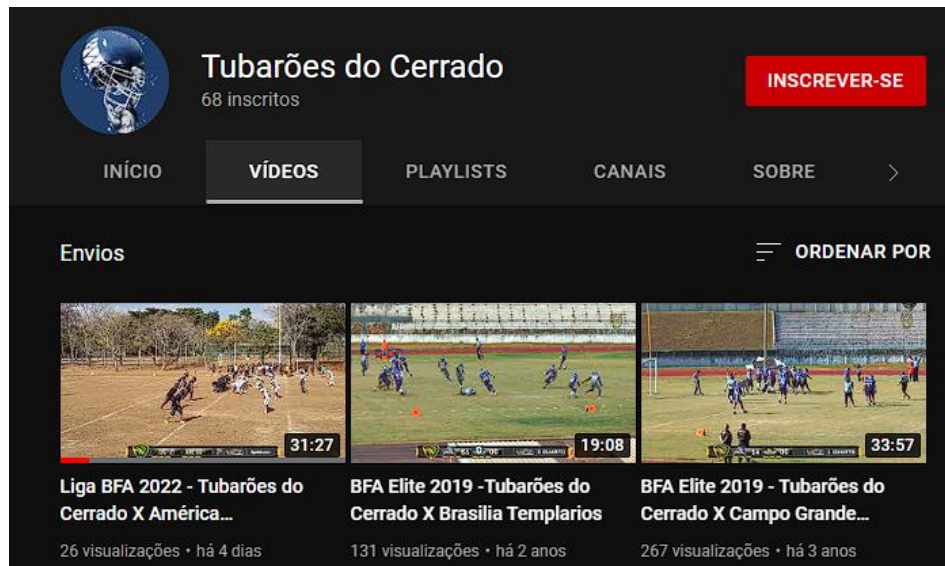 Tubarões do Cerrado
68 inscritos
INSCREVER-SE
INÍCIO VÍDEOS PLAYLISTS CANAIS SOBRE
Envios
ORDENAR POR
31:27 19:08 33:57
Liga BFA 2022 - Tubarões do
Cerrado X América...
26 visualizações • há 4 dias
BFA Elite 2019 -Tubarões do
Cerrado X Brasilia Templarios
131 visualizações • há 2 anos
BFA Elite 2019 - Tubarões do
Cerrado X Campo Grande...
267 visualizações • há 3 anos